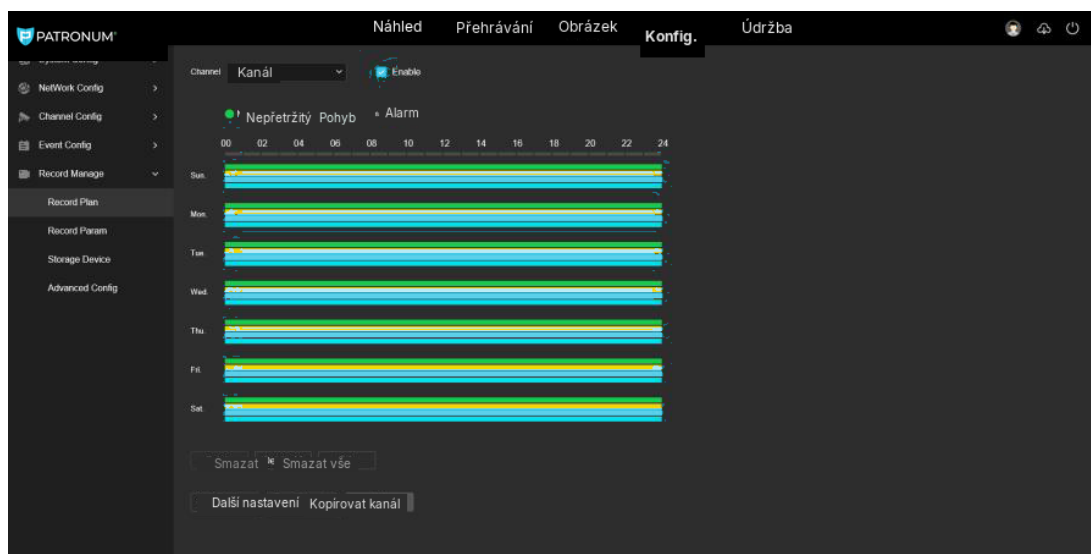 PATRONUM
Náhled Přehrávání Obrázek Konfig. Údržba
Channel Kanál Enable
NetWork Config
Channel Config
Event Config
Record Manage
Record Plan
Record Param
Storage Device
Advanced Config
Nepřetržitý Pohyb Alarm
00 02 04 06 08 10 12 14 16 18 20 22 24
Sun.
Mon.
Tue.
Wed.
Thu.
Fri.
Sat.
Smazat Smazat vše
Další nastavení Kopírovat kanál